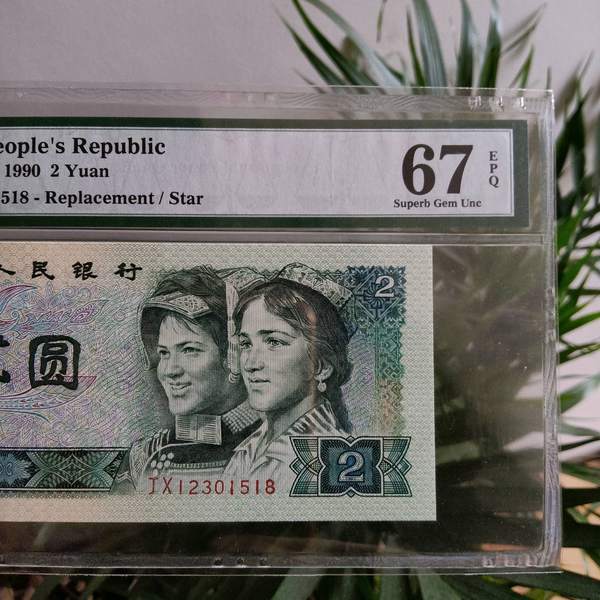 eople's Republic
1990 2 Yuan
518 - Replacement / Star
67
EPQ
Superb Gem Unc
人民银行
2
圆
JX12301518
2